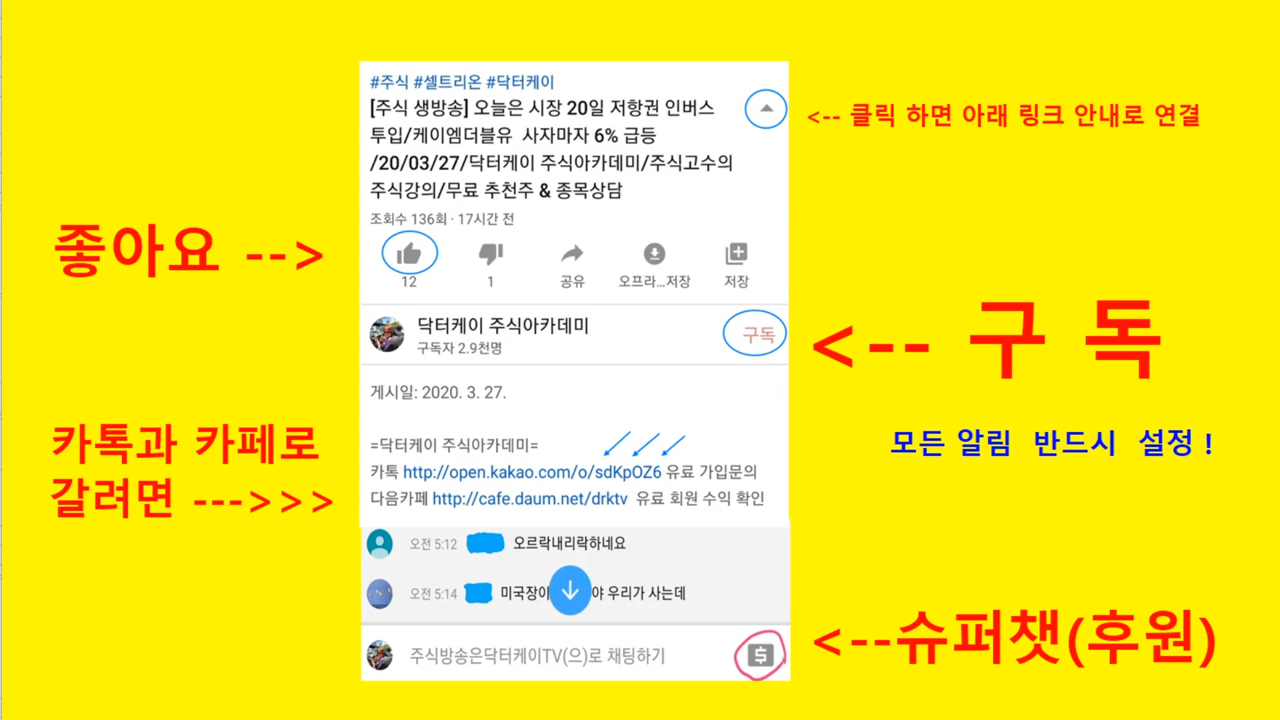 #주식 #셀트리온 #닥터케이
[주식 생방송] 오늘은 시장 20일 저항권 인버스
투입/케이엠더블유 사자마자 6% 급등
/20/03/27/닥터케이 주식아카데미/주식고수의
주식강의/무료 추천주 & 종목상담
<-- 클릭 하면 아래 링크 안내로 연결
조회수 136회 · 17시간 전
좋아요 -->
12
1
공유
오프라...저장
저장
닥터케이 주식아카데미
구독자 2.9천명
구독
<-- 구 독
게시일: 2020. 3. 27.
모든 알림 반드시 설정 !
카톡과 카페로
갈려면 --->>>
=닥터케이 주식아카데미=
카톡 http://open.kakao.com/o/sdKpOZ6 유료 가입문의
다음카페 http://cafe.daum.net/drktv 유료 회원 수익 확인
오전 5:12 오르락내리락하네요
오전 5:14 미국장이 야 우리가 사는데
주식방송은닥터케이TV(으)로 채팅하기
<--슈퍼챗(후원)